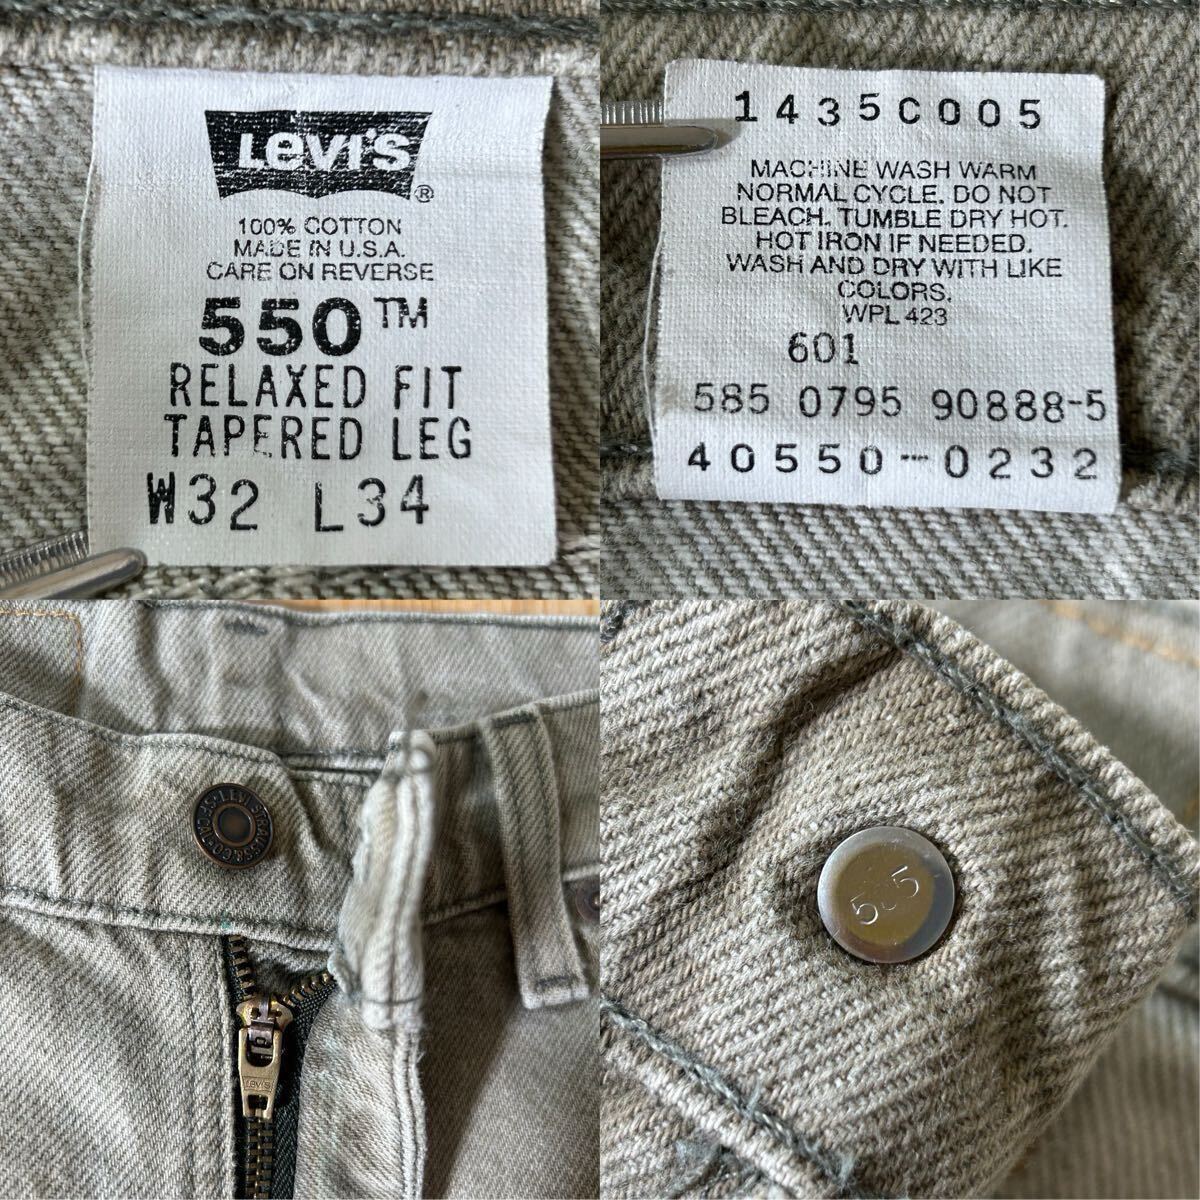 Levi's ®
100% COTTON
MADE IN U.S.A.
CARE ON REVERSE
550™
RELAXED FIT
TAPERED LEG
W32 L34
1435C005
MACHINE WASH WARM
NORMAL CYCLE. DO NOT
BLEACH. TUMBLE DRY HOT.
HOT IRON IF NEEDED.
WASH AND DRY WITH LIKE
COLORS.
WPL 423
601
585 0795 90888-5
40550-0232
LEVI STRAUSS & CO
Levi's